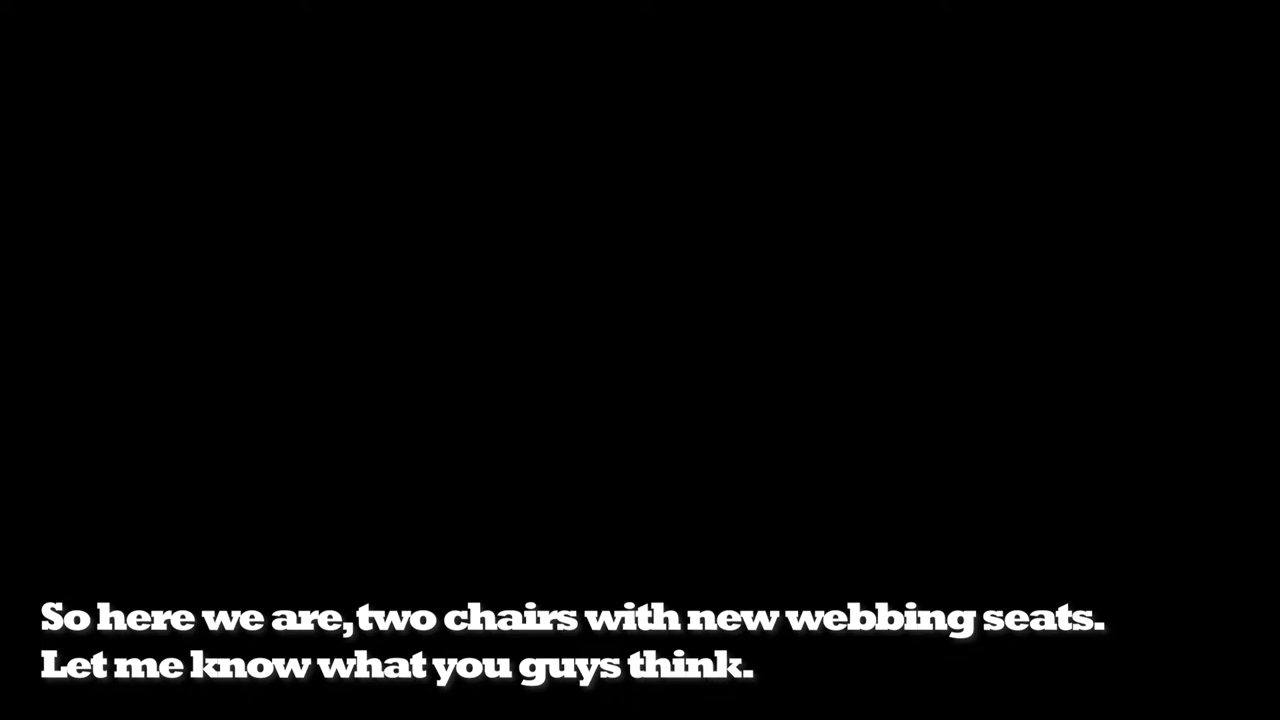 So here we are, two chairs with new webbing seats.
Let me know what you guys think.